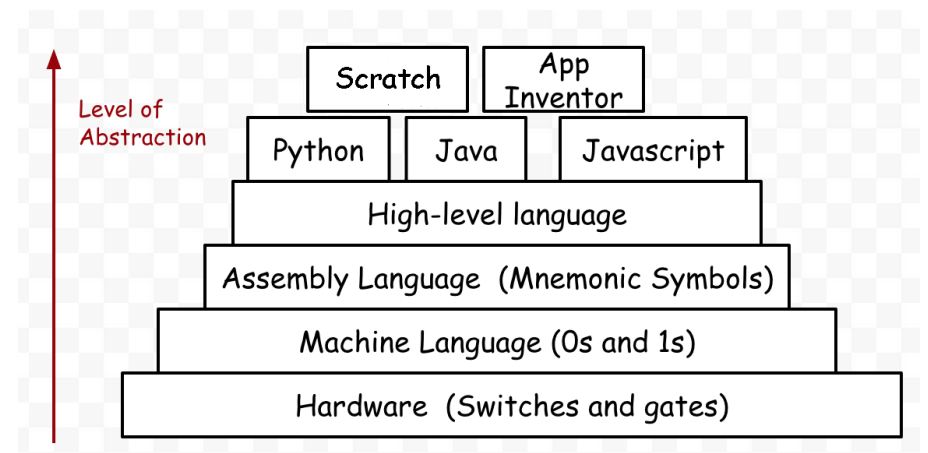 Scratch
App
Inventor
Level of
Abstraction
Python
Java
Javascript
High-level language
Assembly Language (Mnemonic Symbols)
Machine Language (0s and 1s)
Hardware (Switches and gates)